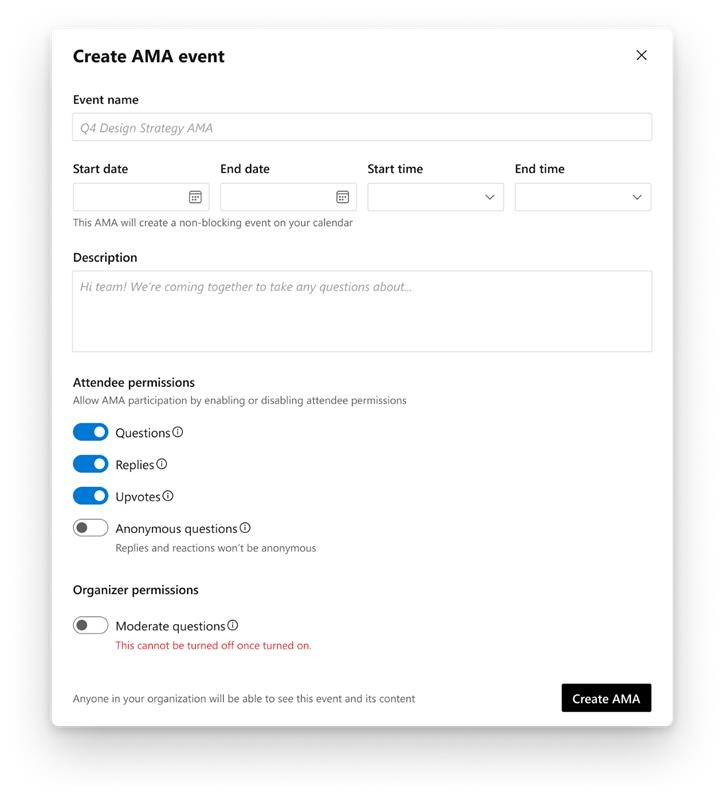 Create AMA event
Event name
Q4 Design Strategy AMA
Start date End date Start time End time
This AMA will create a non-blocking event on your calendar
Description
Hi team! We're coming together to take any questions about...
Attendee permissions
Allow AMA participation by enabling or disabling attendee permissions
Questions
Replies
Upvotes
Anonymous questions
Replies and reactions won't be anonymous
Organizer permissions
Moderate questions
This cannot be turned off once turned on.
Anyone in your organization will be able to see this event and its content Create AMA